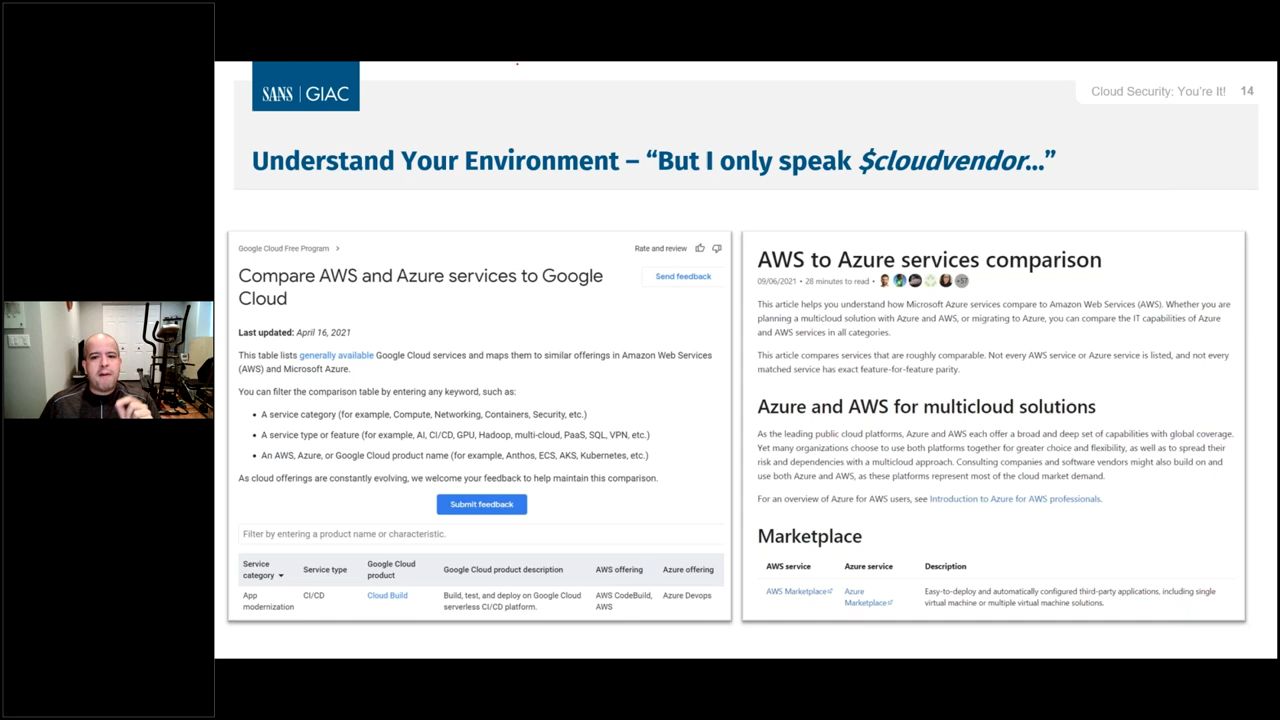 SANS | GIAC
Cloud Security: You're It! 14
Understand Your Environment – “But I only speak $cloudvendor...”
Google Cloud Free Program >
Rate and review
Compare AWS and Azure services to Google
Cloud
Send feedback
Last updated: April 16, 2021
This table lists generally available Google Cloud services and maps them to similar offerings in Amazon Web Services
(AWS) and Microsoft Azure.
You can filter the comparison table by entering any keyword, such as:
• A service category (for example, Compute, Networking, Containers, Security, etc.)
• A service type or feature (for example, AI, CI/CD, GPU, Hadoop, multi-cloud, PaaS, SQL, VPN, etc.)
• An AWS, Azure, or Google Cloud product name (for example, Anthos, ECS, AKS, Kubernetes, etc.)
As cloud offerings are constantly evolving, we welcome your feedback to help maintain this comparison.
Submit feedback
Filter by entering a product name or characteristic.
Service
category
Service type
Google Cloud
product
Google Cloud product description
AWS offering
Azure offering
App
modernization
CI/CD
Cloud Build
Build, test, and deploy on Google Cloud
serverless CI/CD platform.
AWS CodeBuild,
AWS
Azure Devops
AWS to Azure services comparison
09/06/2021 • 28 minutes to read •
+57
This article helps you understand how Microsoft Azure services compare to Amazon Web Services (AWS). Whether you are
planning a multicloud solution with Azure and AWS, or migrating to Azure, you can compare the IT capabilities of Azure
and AWS services in all categories.
This article compares services that are roughly comparable. Not every AWS service or Azure service is listed, and not every
matched service has exact feature-for-feature parity.
Azure and AWS for multicloud solutions
As the leading public cloud platforms, Azure and AWS each offer a broad and deep set of capabilities with global coverage.
Yet many organizations choose to use both platforms together for greater choice and flexibility, as well as to spread their
risk and dependencies with a multicloud approach. Consulting companies and software vendors might also build on and
use both Azure and AWS, as these platforms represent most of the cloud market demand.
For an overview of Azure for AWS users, see Introduction to Azure for AWS professionals.
Marketplace
AWS service
Azure service
Description
AWS Marketplace
Azure
Marketplace
Easy-to-deploy and automatically configured third-party applications, including single
virtual machine or multiple virtual machine solutions.